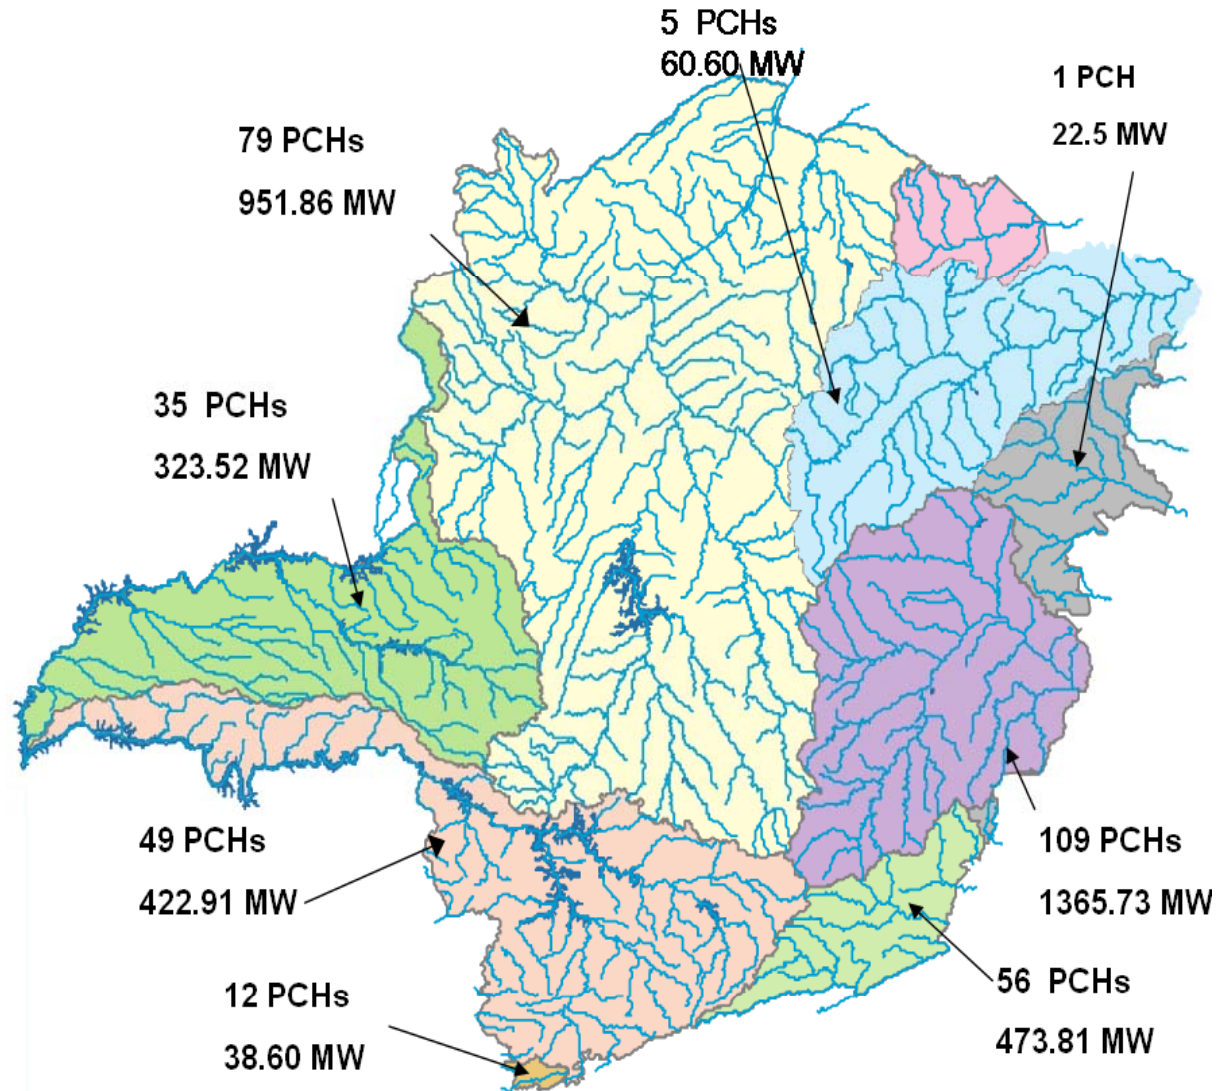 5 PCHs
60.60 MW
1 PCH
22.5 MW
79 PCHs
951.86 MW
35 PCHs
323.52 MW
49 PCHs
422.91 MW
109 PCHs
1365.73 MW
12 PCHs
38.60 MW
56 PCHs
473.81 MW